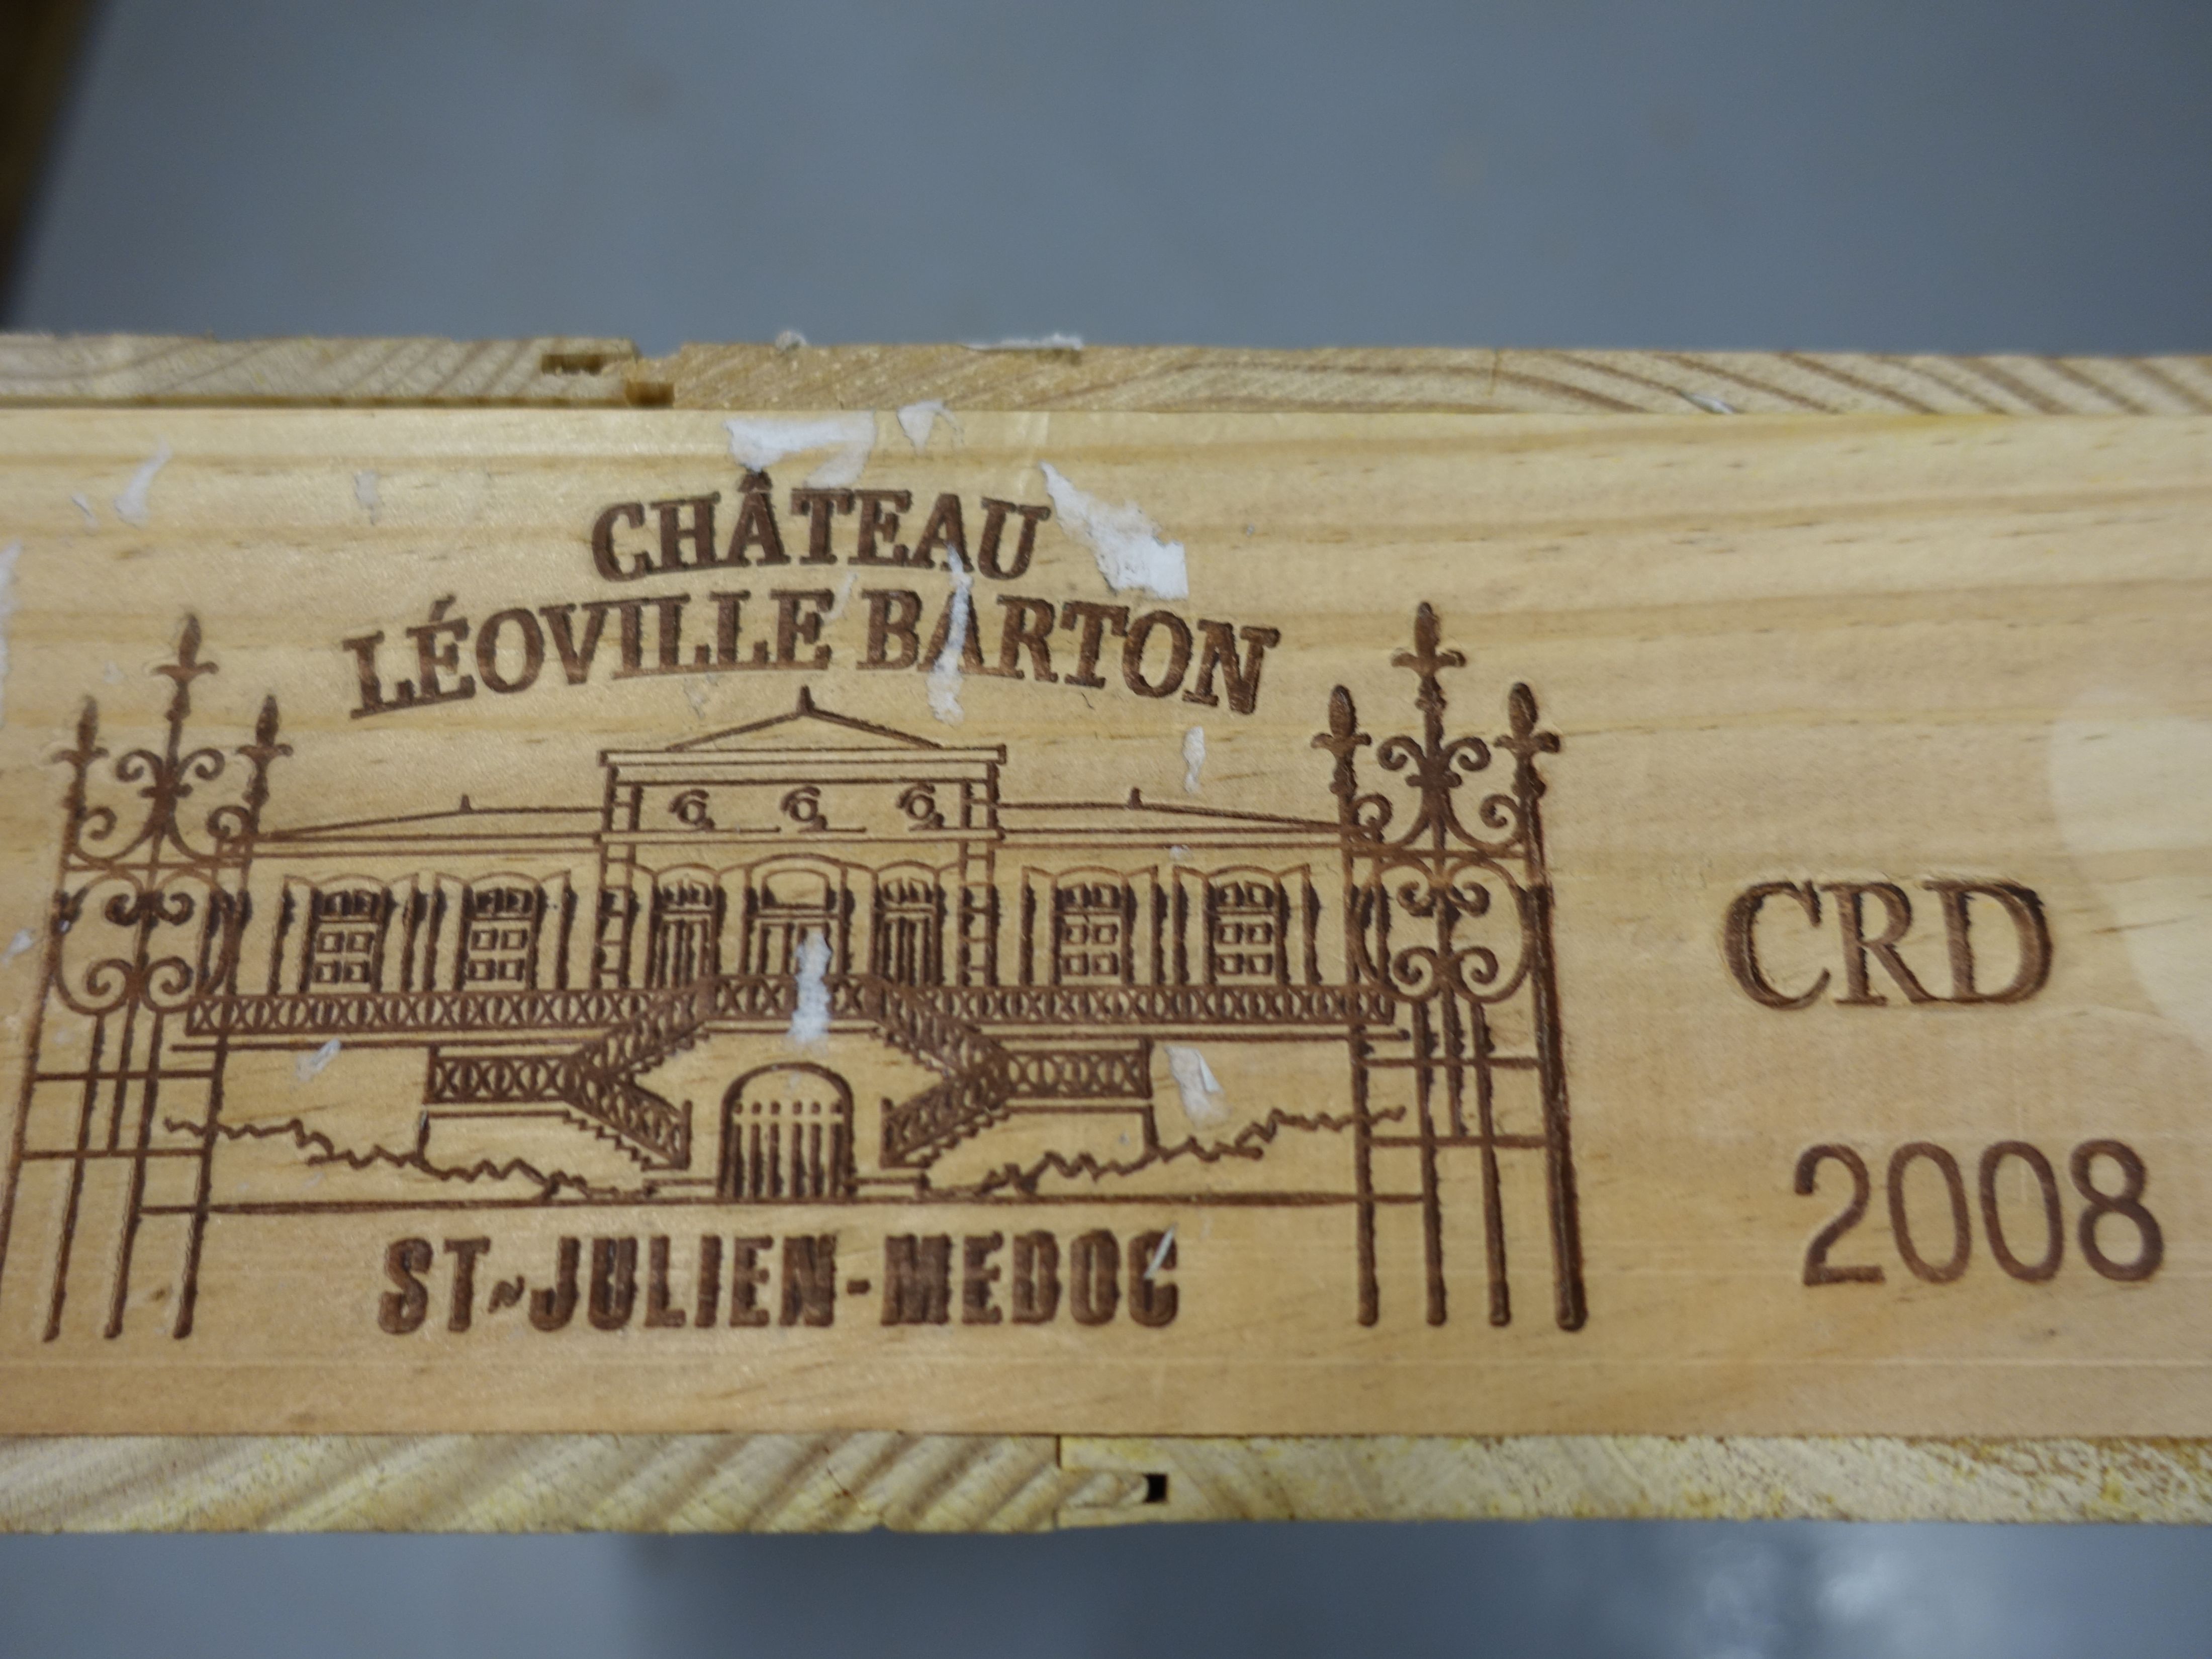 CHÂTEAU
LÉOVILLE BARTON
ST-JULIEN-MEDOC
CRD
2008